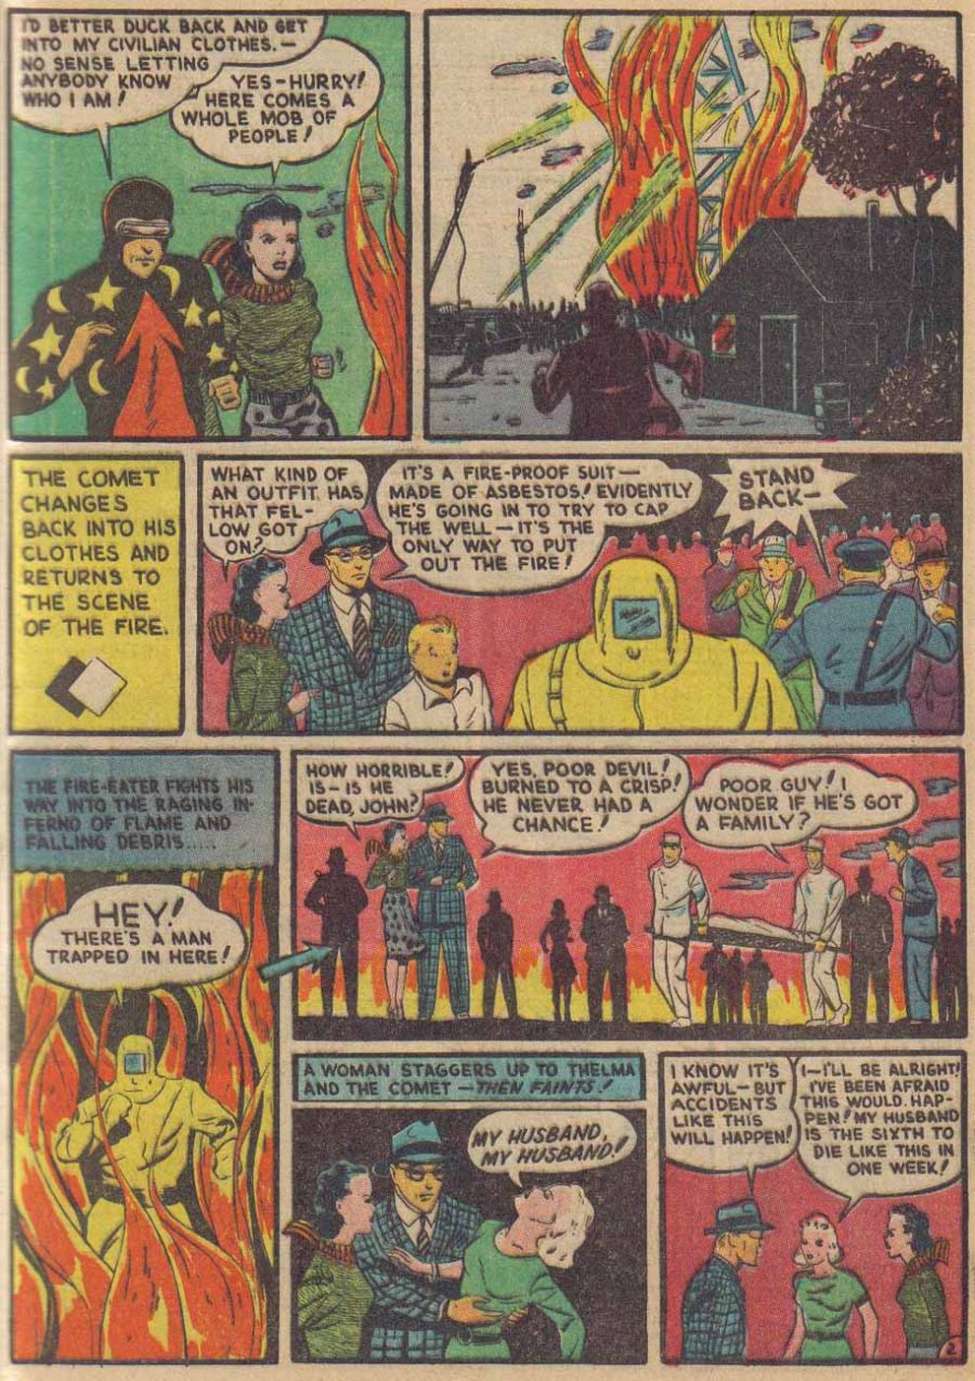 I'D BETTER DUCK BACK AND GET
INTO MY CIVILIAN CLOTHES.—
NO SENSE LETTING
ANYBODY KNOW
WHO I AM!
YES-HURRY!
HERE COMES A
WHOLE MOB OF
PEOPLE!
THE COMET
CHANGES
BACK INTO HIS
CLOTHES AND
RETURNS TO
THE SCENE
OF THE FIRE.
WHAT KIND OF
AN OUTFIT HAS
THAT FEL-
LOW GOT
ON?
IT'S A FIRE-PROOF SUIT—
MADE OF ASBESTOS! EVIDENTLY
HE'S GOING IN TO TRY TO CAP
THE WELL—IT'S THE
ONLY WAY TO PUT
OUT THE FIRE!
STAND
BACK—
THE FIRE-EATER FIGHTS HIS
WAY INTO THE RAGING IN-
FERNO OF FLAME AND
FALLING DEBRIS.....
HEY!
THERE'S A MAN
TRAPPED IN HERE!
HOW HORRIBLE!
IS-IS HE
DEAD, JOHN?
YES, POOR DEVIL!
BURNED TO A CRISP!
HE NEVER HAD A
CHANCE!
POOR GUY! I
WONDER IF HE'S GOT
A FAMILY?
A WOMAN STAGGERS UP TO THELMA
AND THE COMET—THEN FAINTS!
MY HUSBAND,
MY HUSBAND!
I KNOW IT'S
AWFUL-BUT
ACCIDENTS
LIKE THIS
WILL HAPPEN!
I-I'LL BE ALRIGHT!
I'VE BEEN AFRAID
THIS WOULD HAP-
PEN! MY HUSBAND
IS THE SIXTH TO
DIE LIKE THIS IN
ONE WEEK!
2